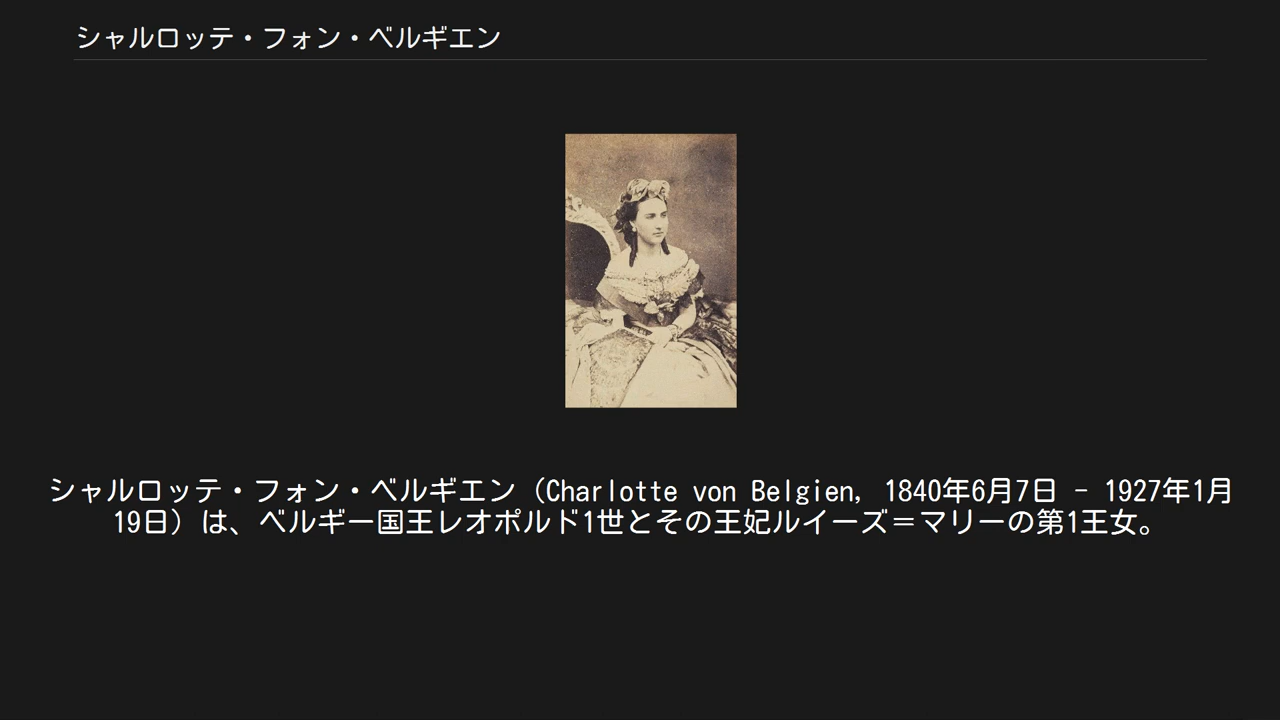 シャルロッテ・フォン・ベルギエン
シャルロッテ・フォン・ベルギエン（Charlotte von Belgien, 1840年6月7日 - 1927年1月
19日）は、ベルギー国王レオポルド1世とその王妃ルイーズ＝マリーの第1王女。